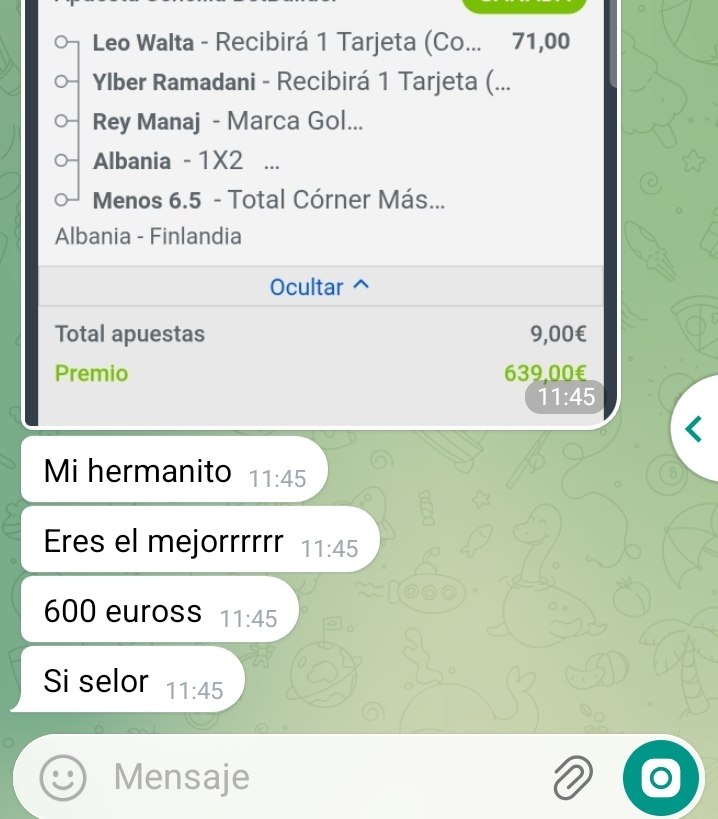 Leo Walta - Recibirá 1 Tarjeta (Co... 71,00
Ylber Ramadani - Recibirá 1 Tarjeta (...
Rey Manaj - Marca Gol...
Albania - 1X2 ...
Menos 6.5 - Total Córner Más...
Albania - Finlandia
Ocultar
Total apuestas 9,00€
Premio 639,00€
11:45
Mi hermanito 11:45
Eres el mejorrrrrr 11:45
600 euross 11:45
Si selor 11:45
Mensaje